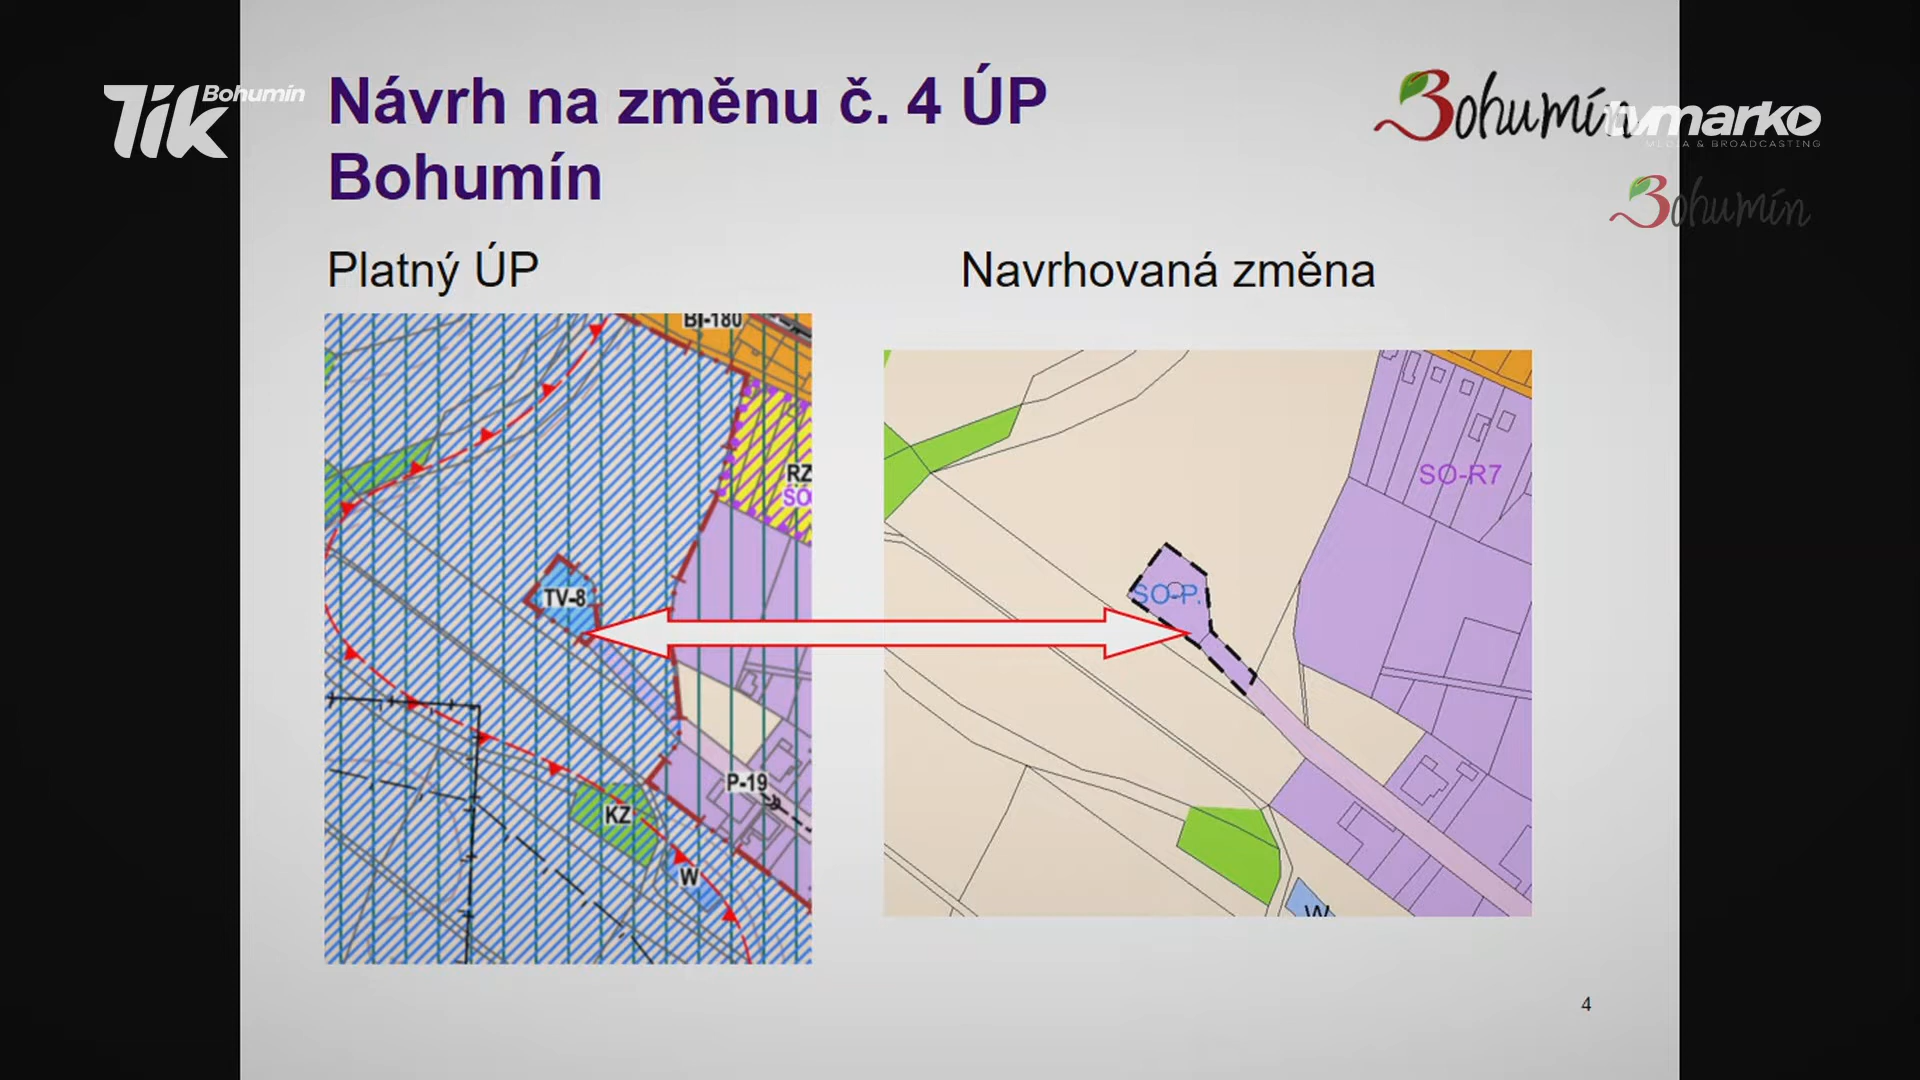 Návrh na změnu č. 4 ÚP
Bohumín
Tik Bohumín
Bohumín
tvmarko
MEDIA & BROADCASTING
Bohumín
Platný ÚP
Navrhovaná změna
BI-180
RZ
SO
TV-8
P-19
KZ
W
SO-R7
SO-P.
W
4